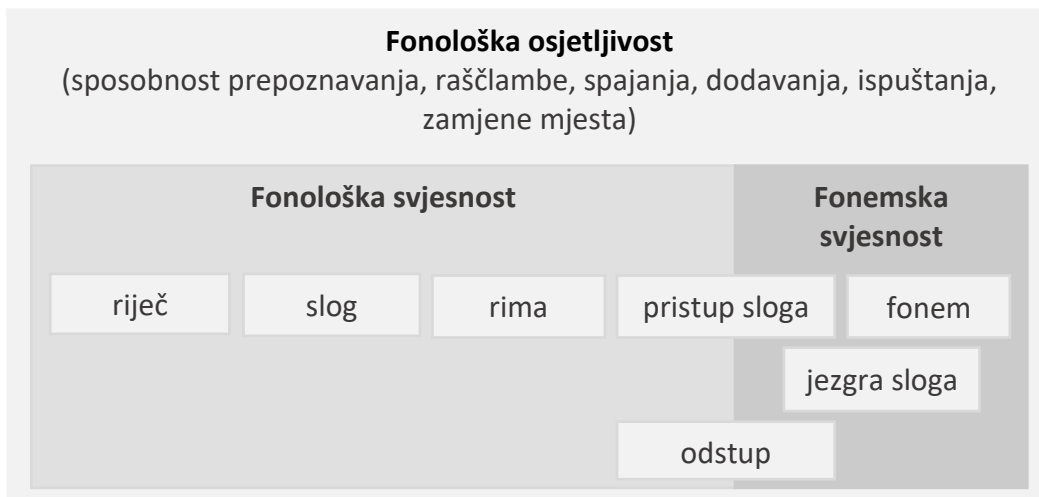 Fonološka osjetljivost
(sposobnost prepoznavanja, raščlambe, spajanja, dodavanja, ispuštanja,
zamjene mjesta)
Fonološka svjesnost
Fonemska
svjesnost
riječ
slog
rima
pristup sloga
fonem
jezgra sloga
odstup